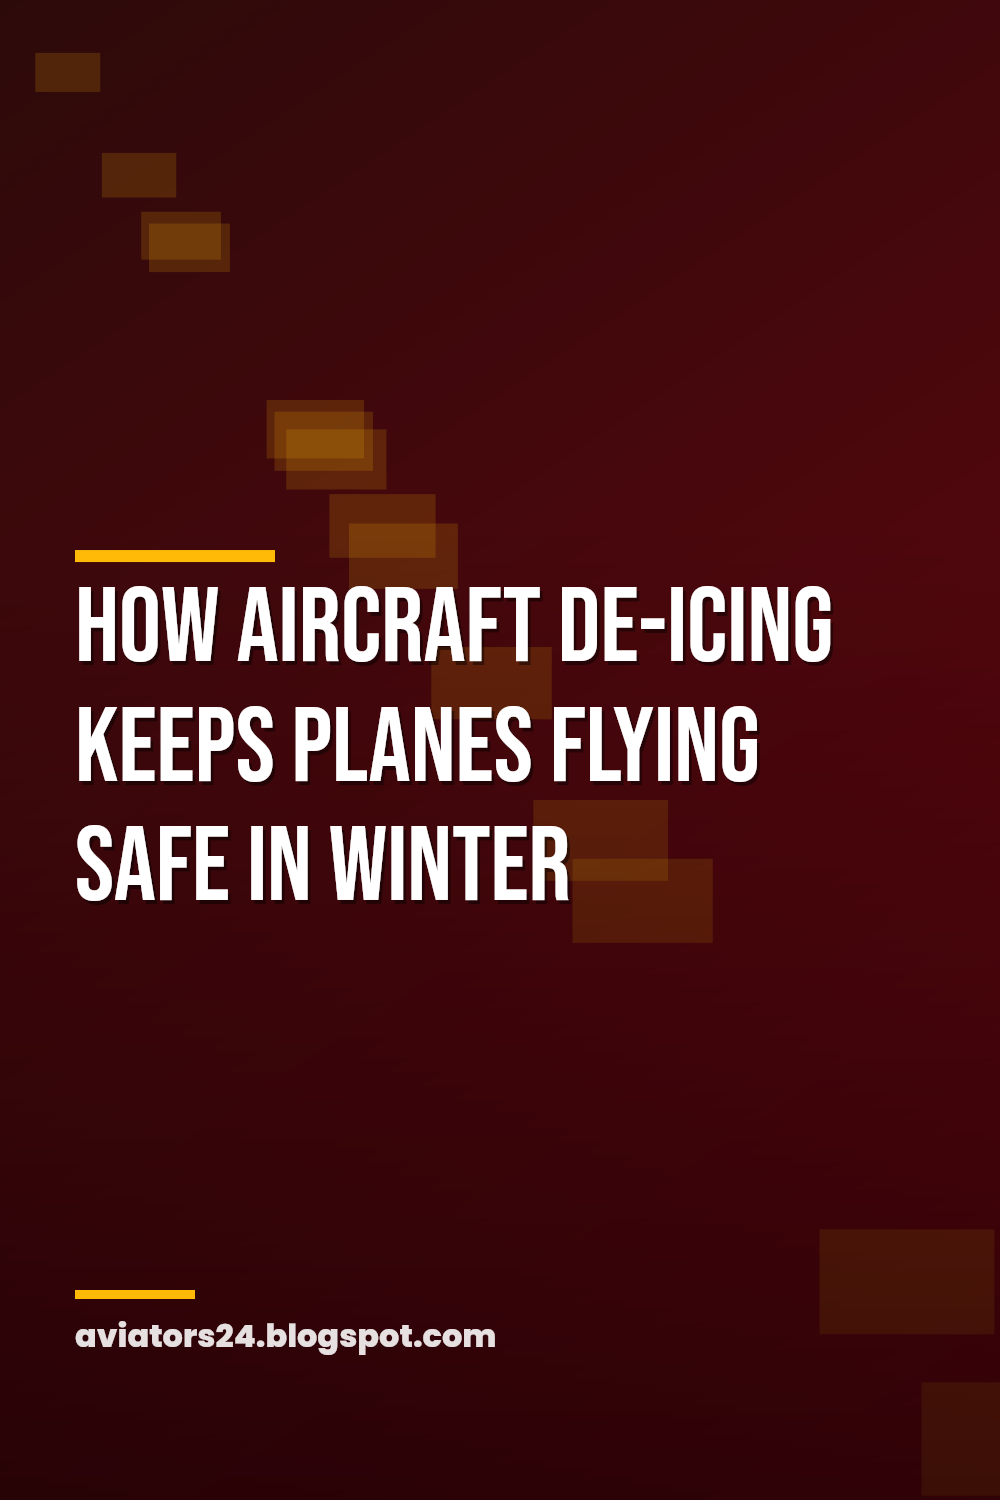 HOW AIRCRAFT DE-ICING
KEEPS PLANES FLYING
SAFE IN WINTER
aviators24.blogspot.com